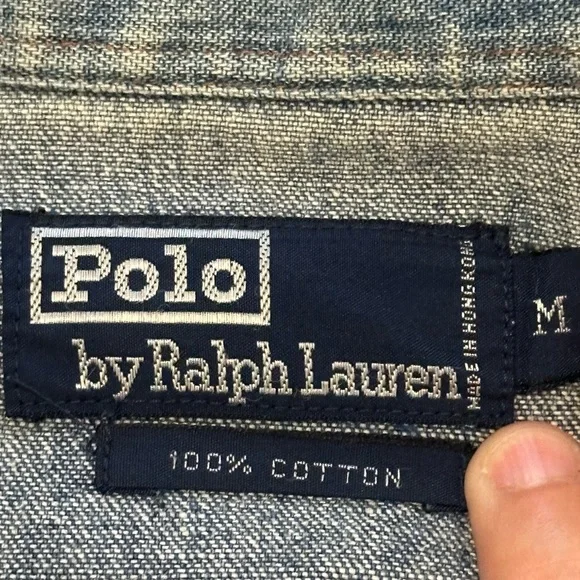 Polo
by Ralph Lauren
MADE IN HONG KONG
M
100% COTTON